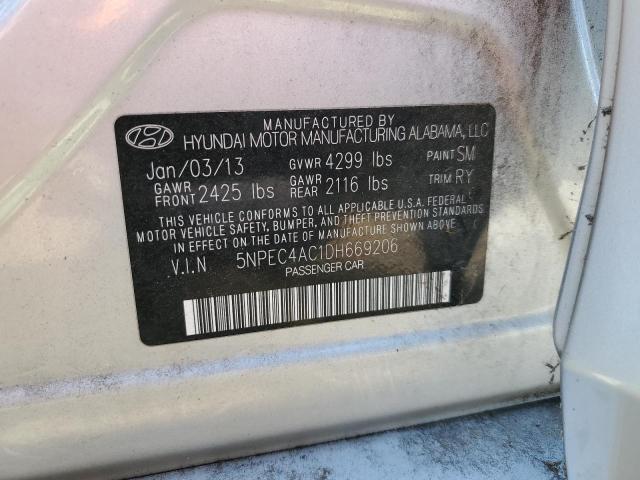 MANUFACTURED BY
HYUNDAI MOTOR MANUFACTURING ALABAMA, LLC
Jan/03/13 GVWR 4299 lbs PAINT SM
GAWR FRONT 2425 lbs GAWR REAR 2116 lbs TRIM RY
THIS VEHICLE CONFORMS TO ALL APPLICABLE U.S.A. FEDERAL
MOTOR VEHICLE SAFETY, BUMPER, AND THEFT PREVENTION STANDARDS
IN EFFECT ON THE DATE OF MANUFACTURE SHOWN ABOVE.
V.I.N 5NPEC4AC1DH669206
PASSENGER CAR